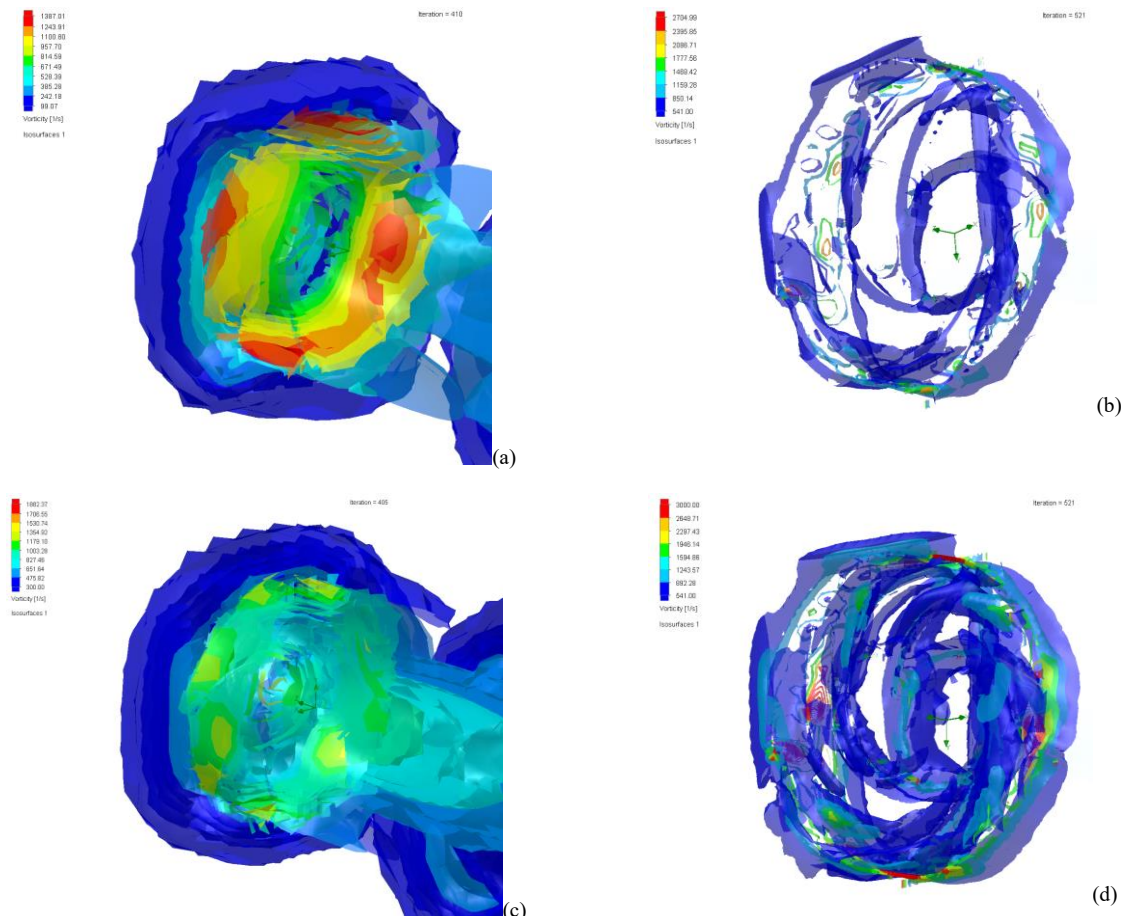 1387.01
1243.91
1100.80
957.70
814.59
671.49
528.39
385.28
242.18
99.07
Vorticity [1/s]
Isosurfaces 1
Iteration = 410
(a)
2704.99
2395.85
2086.71
1777.56
1468.42
1159.28
850.14
541.00
Vorticity [1/s]
Isosurfaces 1
Iteration = 521
(b)
1882.37
1706.55
1530.74
1354.92
1179.10
1003.28
827.46
651.64
475.82
300.00
Vorticity [1/s]
Isosurfaces 1
Iteration = 405
(c)
3000.00
2648.71
2297.43
1946.14
1594.86
1243.57
892.28
541.00
Vorticity [1/s]
Isosurfaces 1
Iteration = 521
(d)